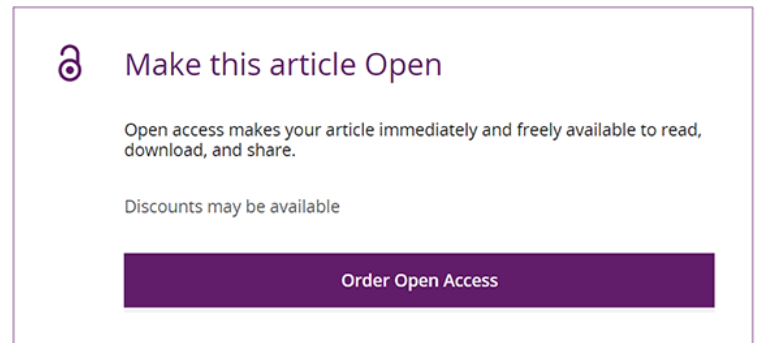 Make this article Open
Open access makes your article immediately and freely available to read,
download, and share.
Discounts may be available
Order Open Access